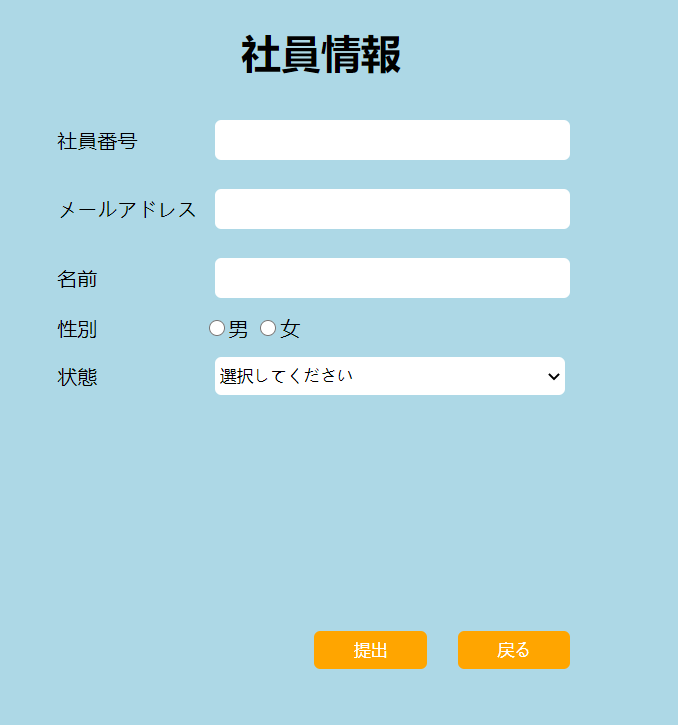 社員情報
社員番号
メールアドレス
名前
性別 男 女
状態 選択してください
提出 戻る